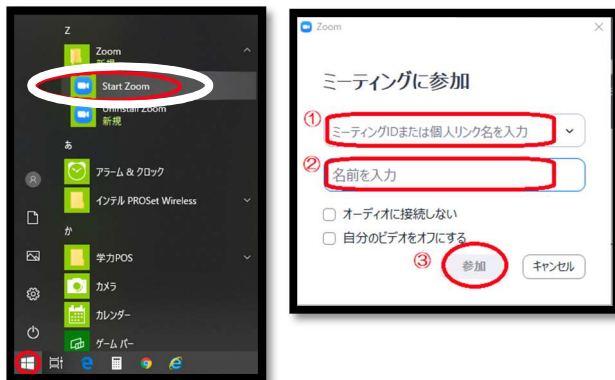 Z
Zoom
新規
Start Zoom
Uninstall Zoom
新規
あ
アラーム & クロック
インテル PROSet Wireless
か
学力POS
カメラ
カレンダー
ゲーム バー
Zoom
ミーティングに参加
①
ミーティングIDまたは個人リンク名を入力
②
名前を入力
オーディオに接続しない
自分のビデオをオフにする
③
参加
キャンセル